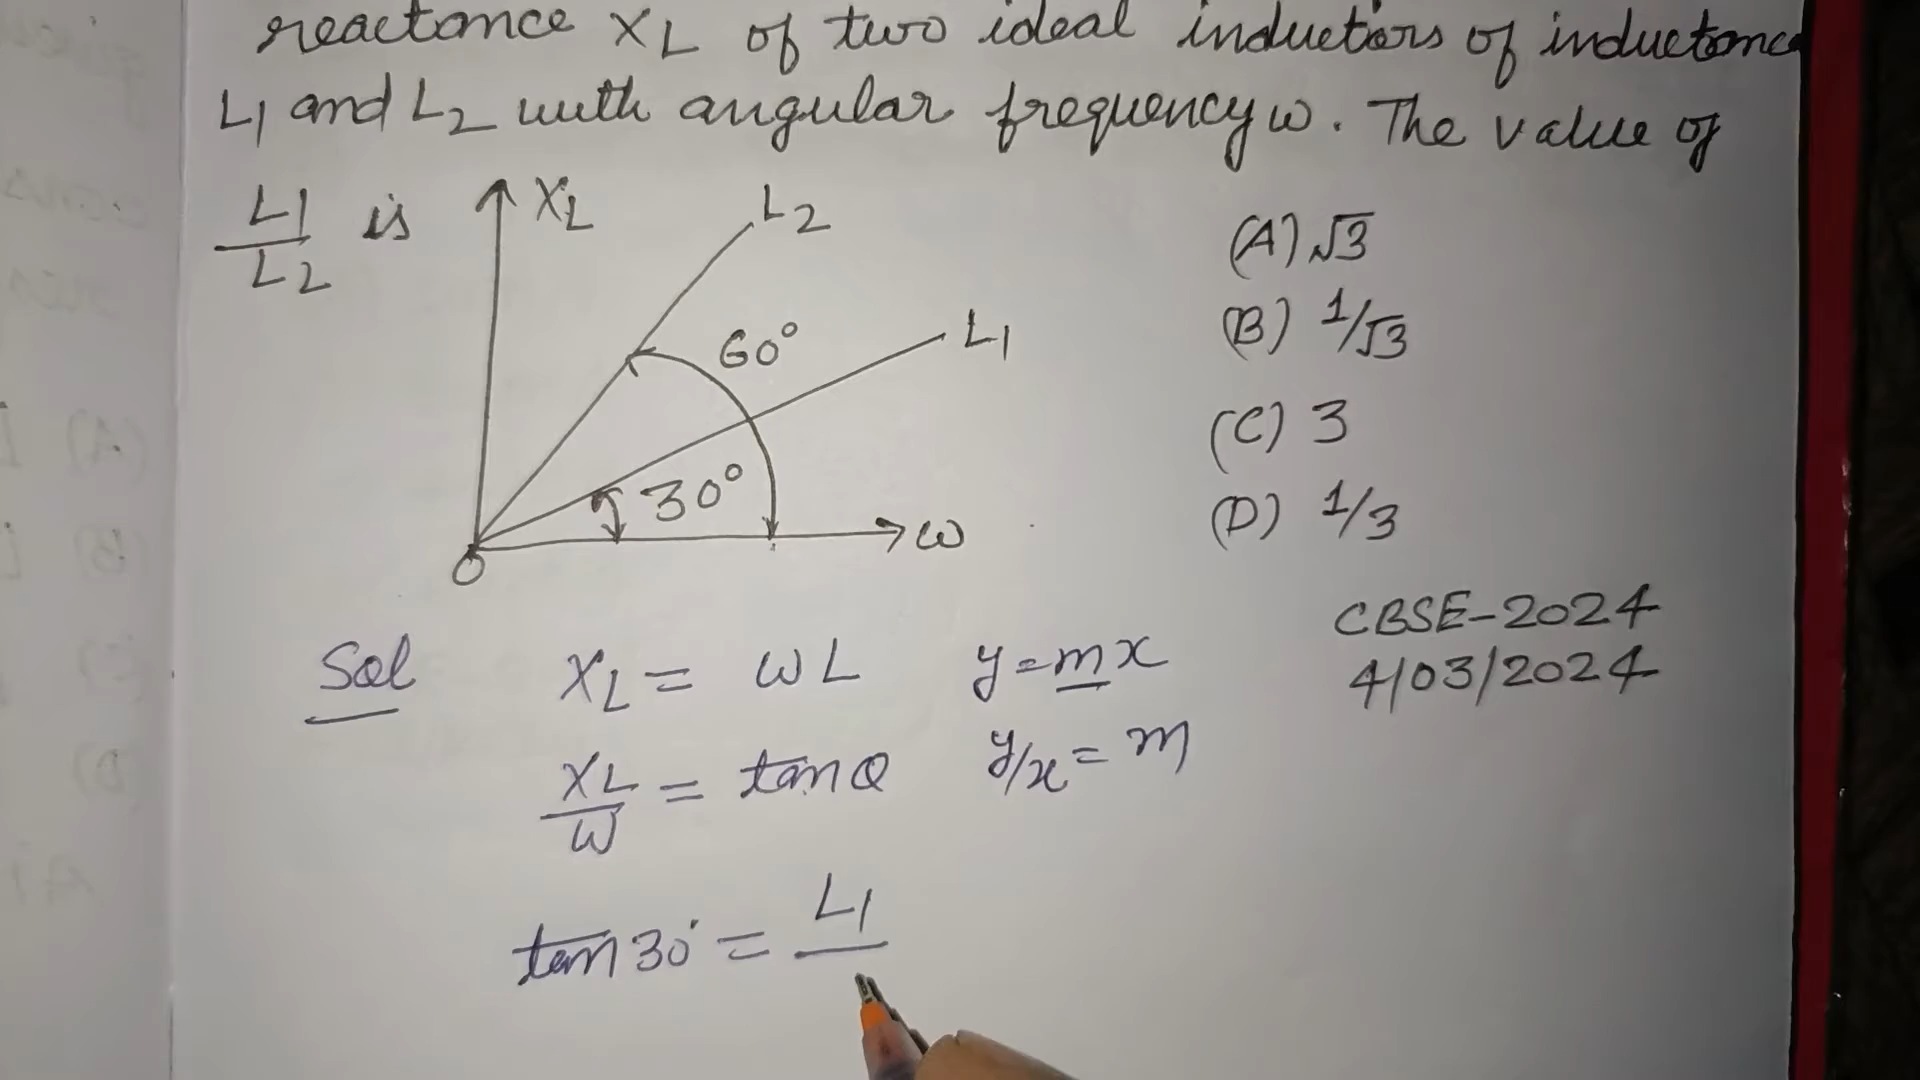 reactance XL of two ideal inductors of inductance
L1 and L2 with angular frequency ω. The value of
L1/L2 is
XL
L2
60°
L1
30°
ω
O
(A) √3
(B) 1/√3
(C) 3
(D) 1/3
CBSE-2024
4/03/2024
Sol
XL = ωL
y=mx
XL/W = tanθ
y/x = m
tan30° = L1